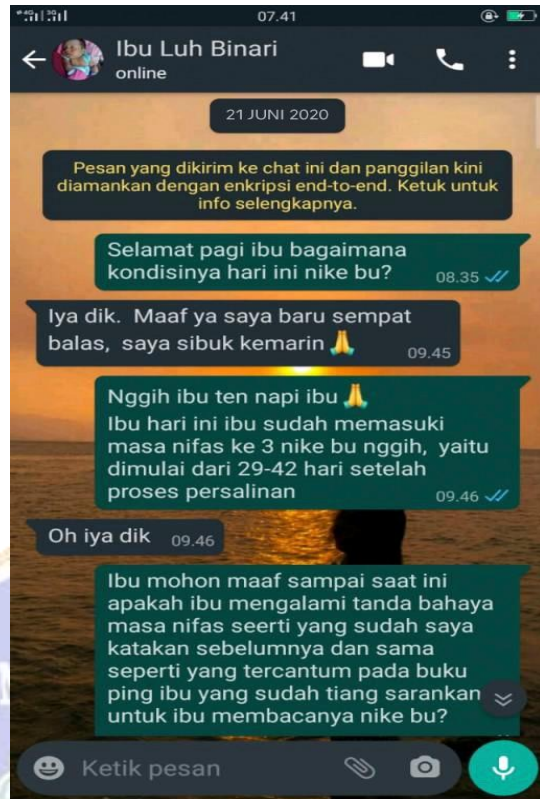 4G 3G 07.41
Ibu Luh Binari
online
21 JUNI 2020
Pesan yang dikirim ke chat ini dan panggilan kini
diamankan dengan enkripsi end-to-end. Ketuk untuk
info selengkapnya.
Selamat pagi ibu bagaimana
kondisinya hari ini nike bu? 08.35
Iya dik. Maaf ya saya baru sempat
balas, saya sibuk kemarin 🙏 09.45
Nggih ibu ten napi ibu 🙏
Ibu hari ini ibu sudah memasuki
masa nifas ke 3 nike bu nggih, yaitu
dimulai dari 29-42 hari setelah
proses persalinan 09.46
Oh iya dik 09.46
Ibu mohon maaf sampai saat ini
apakah ibu mengalami tanda bahaya
masa nifas seerti yang sudah saya
katakan sebelumnya dan sama
seperti yang tercantum pada buku
ping ibu yang sudah tiang sarankan
untuk ibu membacanya nike bu?
Ketik pesan